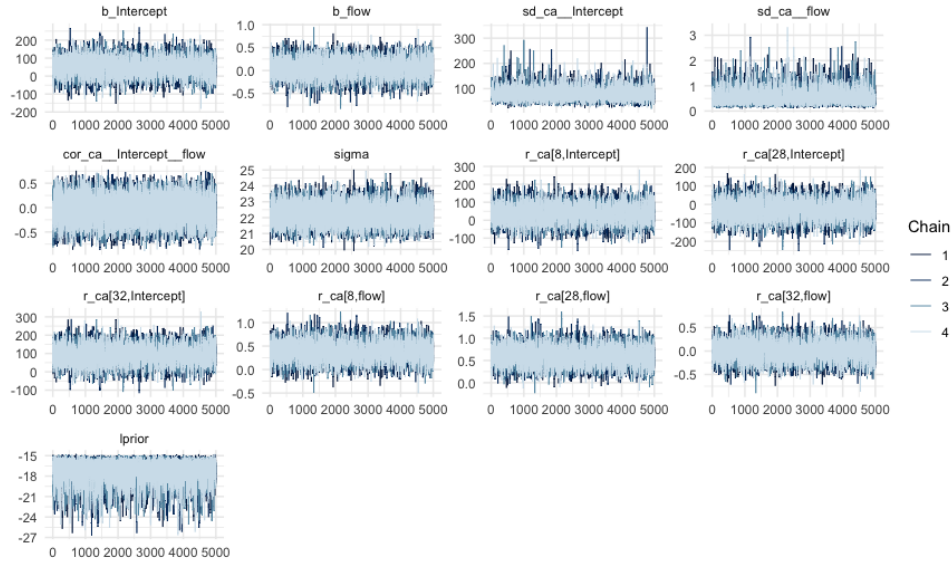 b_Intercept
200
100
0
-100
-200
0 1000 2000 3000 4000 5000
b_flow
1.0
0.5
0.0
-0.5
0 1000 2000 3000 4000 5000
sd_ca__Intercept
300
200
100
0 1000 2000 3000 4000 5000
sd_ca__flow
3
2
1
0
0 1000 2000 3000 4000 5000
cor_ca__Intercept__flow
0.5
0.0
-0.5
0 1000 2000 3000 4000 5000
sigma
25
24
23
22
21
20
0 1000 2000 3000 4000 5000
r_ca[8,Intercept]
300
200
100
0
-100
0 1000 2000 3000 4000 5000
r_ca[28,Intercept]
200
100
0
-100
-200
0 1000 2000 3000 4000 5000
r_ca[32,Intercept]
300
200
100
0
-100
0 1000 2000 3000 4000 5000
r_ca[8,flow]
1.0
0.5
0.0
-0.5
0 1000 2000 3000 4000 5000
r_ca[28,flow]
1.5
1.0
0.5
0.0
0 1000 2000 3000 4000 5000
r_ca[32,flow]
0.5
0.0
-0.5
0 1000 2000 3000 4000 5000
lprior
-15
-18
-21
-24
-27
0 1000 2000 3000 4000 5000
Chain
1
2
3
4